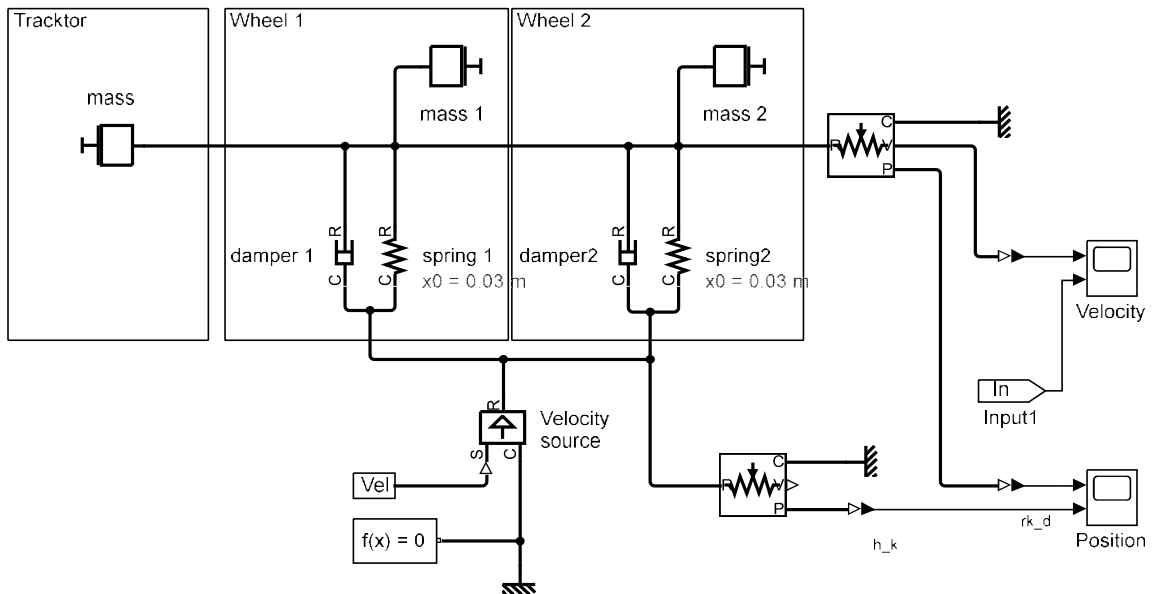 Tracktor
Wheel 1
Wheel 2
mass
mass 1
mass 2
R
C
V
P
damper 1
R
C
R
C
spring 1
x0 = 0.03 m
damper2
R
C
R
C
spring2
x0 = 0.03 m
Velocity
In
Input1
R
S
C
Velocity
source
Vel
f(x) = 0
R
C
V
P
h_k
rk_d
Position